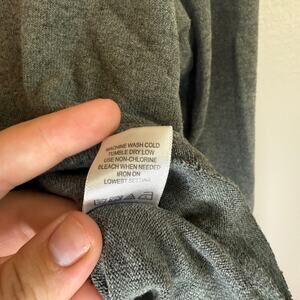 MACHINE WASH COLD
TUMBLE DRY LOW
USE NON-CHLORINE
BLEACH WHEN NEEDED
IRON ON
LOWEST SETTING